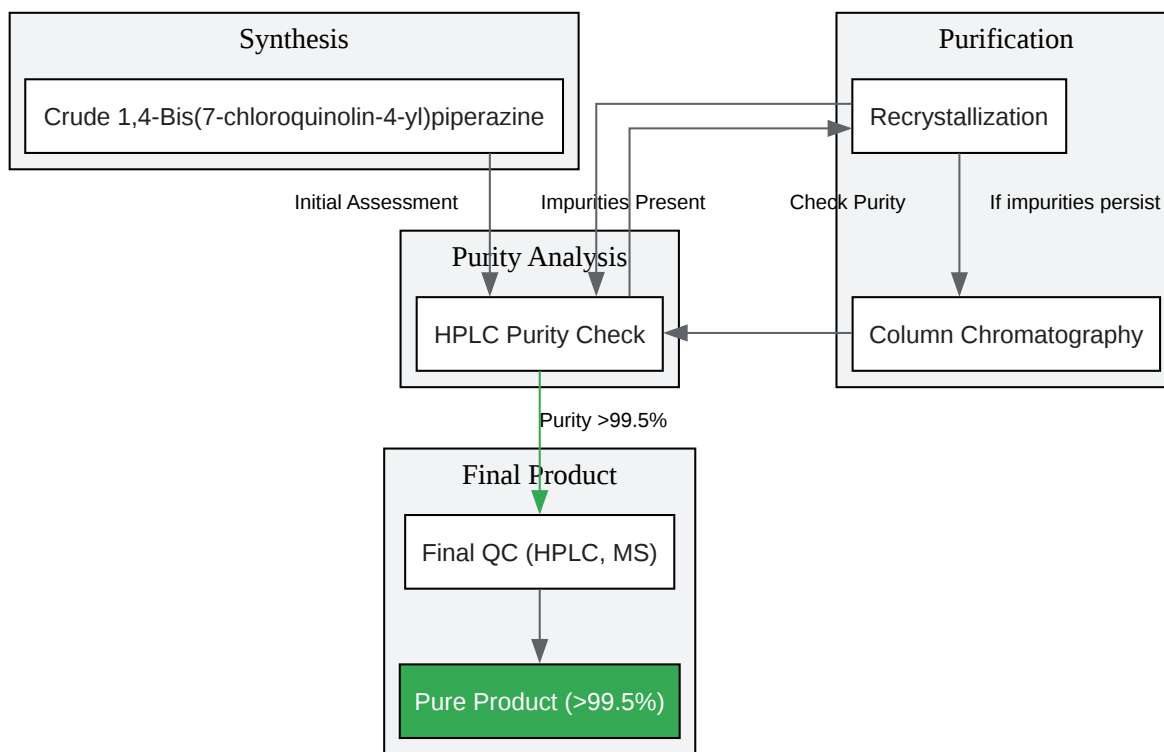 Synthesis
Purification
Crude 1,4-Bis(7-chloroquinolin-4-yl)piperazine
Recrystallization
Initial Assessment
Impurities Present
Check Purity
If impurities persist
Purity Analysis
HPLC Purity Check
Column Chromatography
Purity >99.5%
Final Product
Final QC (HPLC, MS)
Pure Product (>99.5%)